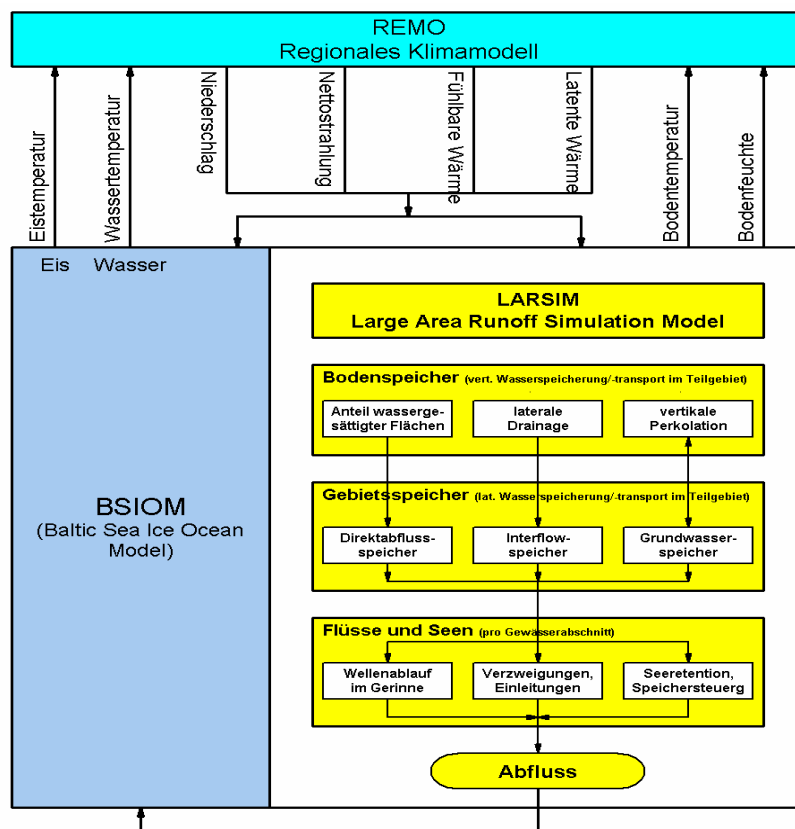 REMO
Regionales Klimamodell
Eistemperatur
Wassertemperatur
Niederschlag
Nettostrahlung
Fühlbare Wärme
Latente Wärme
Bodentemperatur
Bodenfeuchte
Eis Wasser
BSIOM
(Baltic Sea Ice Ocean
Model)
LARSIM
Large Area Runoff Simulation Model
Bodenspeicher (vert. Wasserspeicherung/-transport im Teilgebiet)
Anteil wasserge-
sättigter Flächen
laterale
Drainage
vertikale
Perkolation
Gebietsspeicher (lat. Wasserspeicherung/-transport im Teilgebiet)
Direktabfluss-
speicher
Interflow-
speicher
Grundwasser-
speicher
Flüsse und Seen (pro Gewässerabschnitt)
Wellenablauf
im Gerinne
Verzweigungen,
Einleitungen
Seeretention,
Speichersteuerg
Abfluss